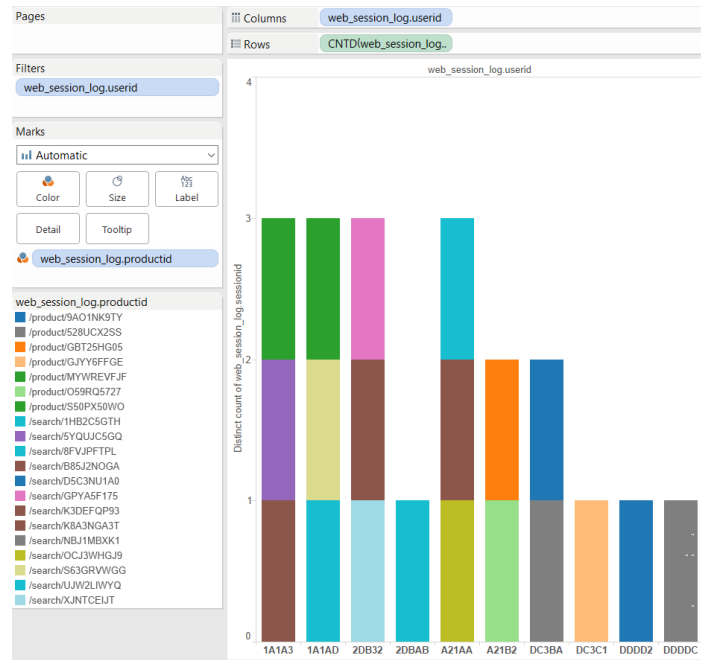 Pages
Columns
web_session_log.userid
Rows
CNTD(web_session_log..
Filters
web_session_log.userid
Marks
Automatic
Color
Size
Abc
123
Label
Detail
Tooltip
web_session_log.productid
web_session_log.productid
/product/9AO1NK9TY
/product/528UCX2SS
/product/GBT25HG05
/product/GJYY6FFGE
/product/MYWREVFJF
/product/O59RQ5727
/product/S50PX50WO
/search/1HB2C5GTH
/search/5YQUJC5GQ
/search/8FVJPFTPL
/search/B85J2NOGA
/search/D5C3NU1A0
/search/GPYA5F175
/search/K3DEFQP93
/search/K8A3NGA3T
/search/NBJ1MBXK1
/search/OCJ3WHGJ9
/search/S63GRVWGG
/search/UJW2LIWYQ
/search/XJNTCEIJT
web_session_log.userid
Distinct count of web_session_log.sessionid
4
3
2
1
0
1A1A3 1A1AD 2DB32 2DBAB A21AA A21B2 DC3BA DC3C1 DDDD2 DDDDC